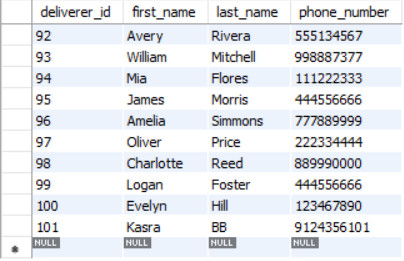 deliverer_id first_name last_name phone_number
92 Avery Rivera 555134567
93 William Mitchell 998887377
94 Mia Flores 111222333
95 James Morris 444556666
96 Amelia Simmons 777889999
97 Oliver Price 222334444
98 Charlotte Reed 889990000
99 Logan Foster 444556666
100 Evelyn Hill 123467890
101 Kasra BB 9124356101
NULL NULL NULL NULL